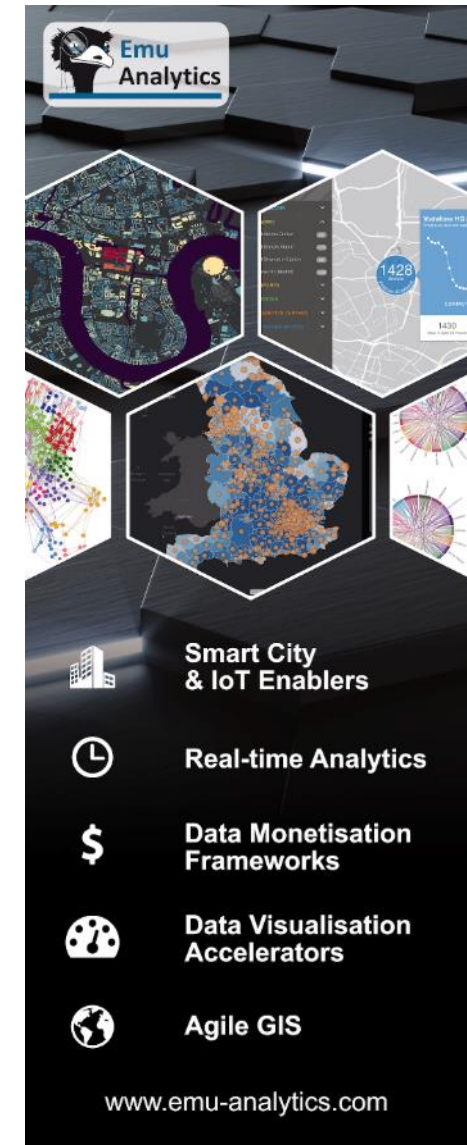 Emu
Analytics
1428
1430
Smart City
& IoT Enablers
Real-time Analytics
$
Data Monetisation
Frameworks
Data Visualisation
Accelerators
Agile GIS
www.emu-analytics.com